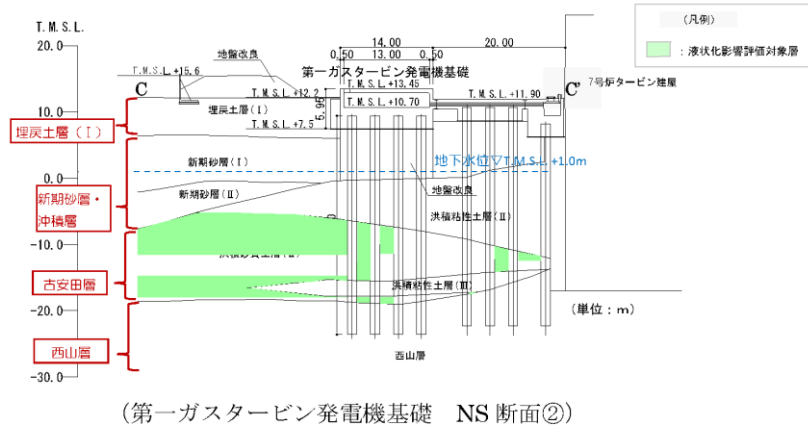 T.M.S.L.
20.0
10.0
0.0
-10.0
-20.0
-30.0
(凡例)
:液状化影響評価対象層
14.00
0.50 13.00 0.50
20.00
地盤改良
T.M.S.L.+15.6
第一ガスタービン発電機基礎
C
C'
7号炉タービン建屋
T.M.S.L.+13.45
T.M.S.L.+12.2
T.M.S.L.+10.70
T.M.S.L.+11.90
5.95
埋戻土層(Ⅰ)
埋戻土層(Ⅰ)
T.M.S.L.+7.5
新期砂層(Ⅰ)
地下水位▽T.M.S.L.+1.0m
地盤改良
新期砂層(Ⅱ)
新期砂層・
沖積層
洪積粘性土層(Ⅱ)
古安田層
洪積粘性土層(Ⅲ)
(単位:m)
西山層
西山層
(第一ガスタービン発電機基礎 NS 断面②)